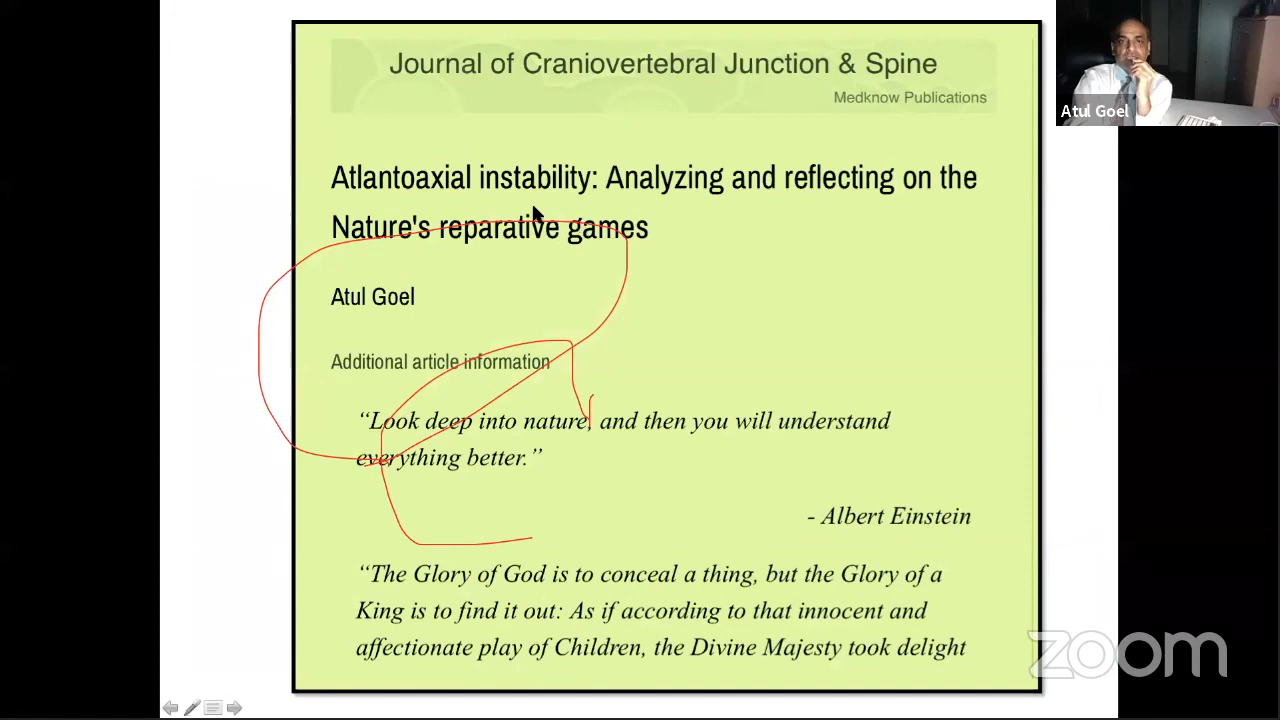 Journal of Craniovertebral Junction & Spine
Medknow Publications
Atul Goel
Atlantoaxial instability: Analyzing and reflecting on the
Nature's reparative games
Atul Goel
Additional article information
“Look deep into nature, and then you will understand
everything better.”
- Albert Einstein
“The Glory of God is to conceal a thing, but the Glory of a
King is to find it out: As if according to that innocent and
affectionate play of Children, the Divine Majesty took delight
zoom